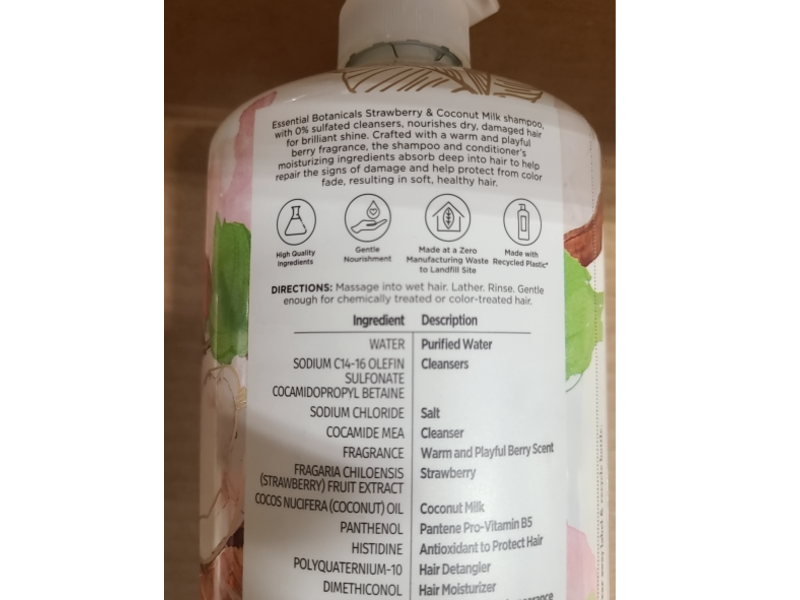 Essential Botanicals Strawberry & Coconut Milk shampoo,
with 0% sulfated cleansers, nourishes dry, damaged hair
for brilliant shine. Crafted with a warm and playful
berry fragrance, the shampoo and conditioner's
moisturizing ingredients absorb deep into hair to help
repair the signs of damage and help protect from color
fade, resulting in soft, healthy hair.
High Quality
Ingredients
Gentle
Nourishment
Made at a Zero
Manufacturing Waste
to Landfill Site
Made with
Recycled Plastic*
DIRECTIONS: Massage into wet hair. Lather. Rinse. Gentle
enough for chemically treated or color-treated hair.
Ingredient Description
WATER Purified Water
SODIUM C14-16 OLEFIN Cleansers
SULFONATE
COCAMIDOPROPYL BETAINE
SODIUM CHLORIDE Salt
COCAMIDE MEA Cleanser
FRAGRANCE Warm and Playful Berry Scent
FRAGARIA CHILOENSIS Strawberry
(STRAWBERRY) FRUIT EXTRACT
COCOS NUCIFERA (COCONUT) OIL Coconut Milk
PANTHENOL Pantene Pro-Vitamin B5
HISTIDINE Antioxidant to Protect Hair
POLYQUATERNIUM-10 Hair Detangler
DIMETHICONOL Hair Moisturizer